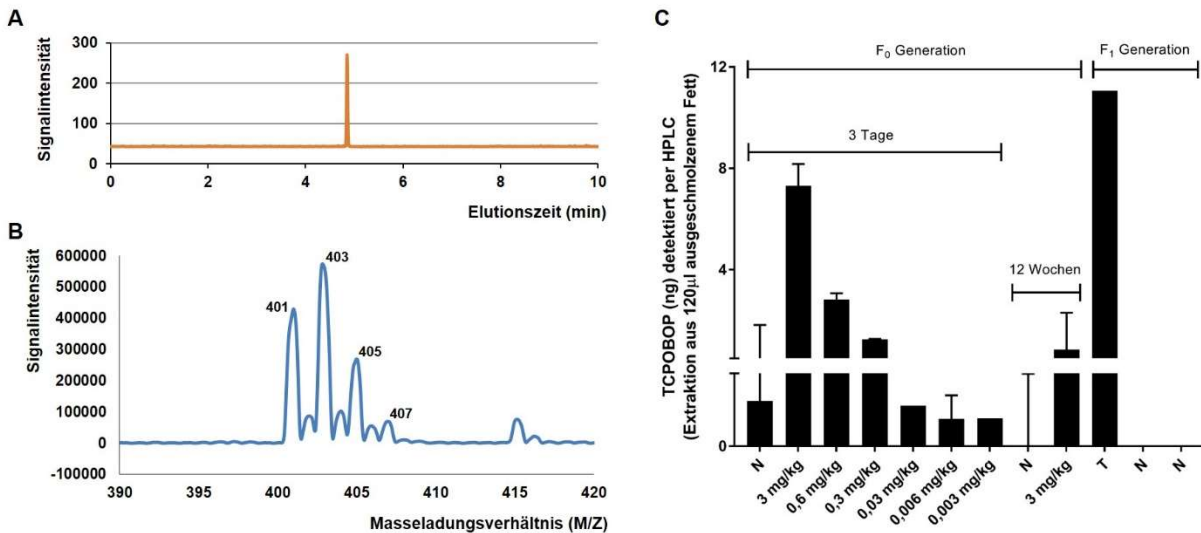 A
Signalintensität
300
200
100
0
0 2 4 6 8 10
Elutionszeit (min)
B
Signalintensität
600000
500000
400000
300000
200000
100000
0
-100000
401
403
405
407
390 395 400 405 410 415 420
Masseladungsverhältnis (M/Z)
C
TCPOBOP (ng) detektiert per HPLC
(Extraktion aus 120µl ausgeschmolzenem Fett)
12
8
4
0
F0 Generation
F1 Generation
3 Tage
12 Wochen
N
3 mg/kg
0,6 mg/kg
0,3 mg/kg
0,03 mg/kg
0,006 mg/kg
0,003 mg/kg
N
3 mg/kg
T
N
N